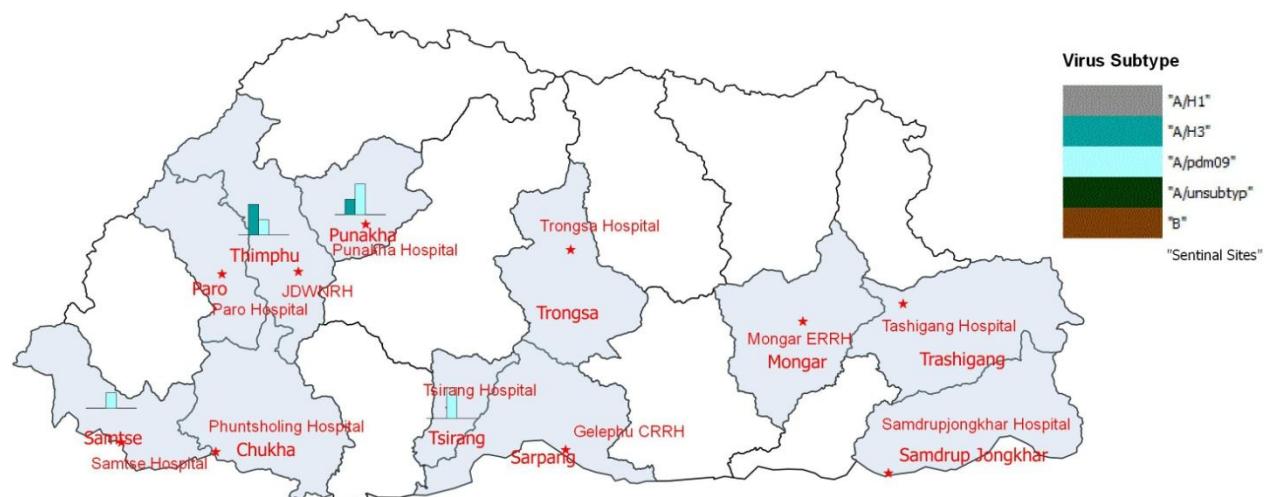 Virus Subtype
"A/H1"
"A/H3"
"A/pdm09"
"A/unsubtyp"
"B"
"Sentinal Sites"
Punakha
Punakha Hospital
Trongsa Hospital
Thimphu
Paro
JDWNRH
Paro Hospital
Trongsa
Tashigang Hospital
Mongar ERRH
Mongar
Trashigang
Tsirang Hospital
Phuntsholing Hospital
Samdrupjongkhar Hospital
Samtse
Chukha
Tsirang
Gelephu CRRH
Sarpang
Samdrup Jongkhar
Samtse Hospital